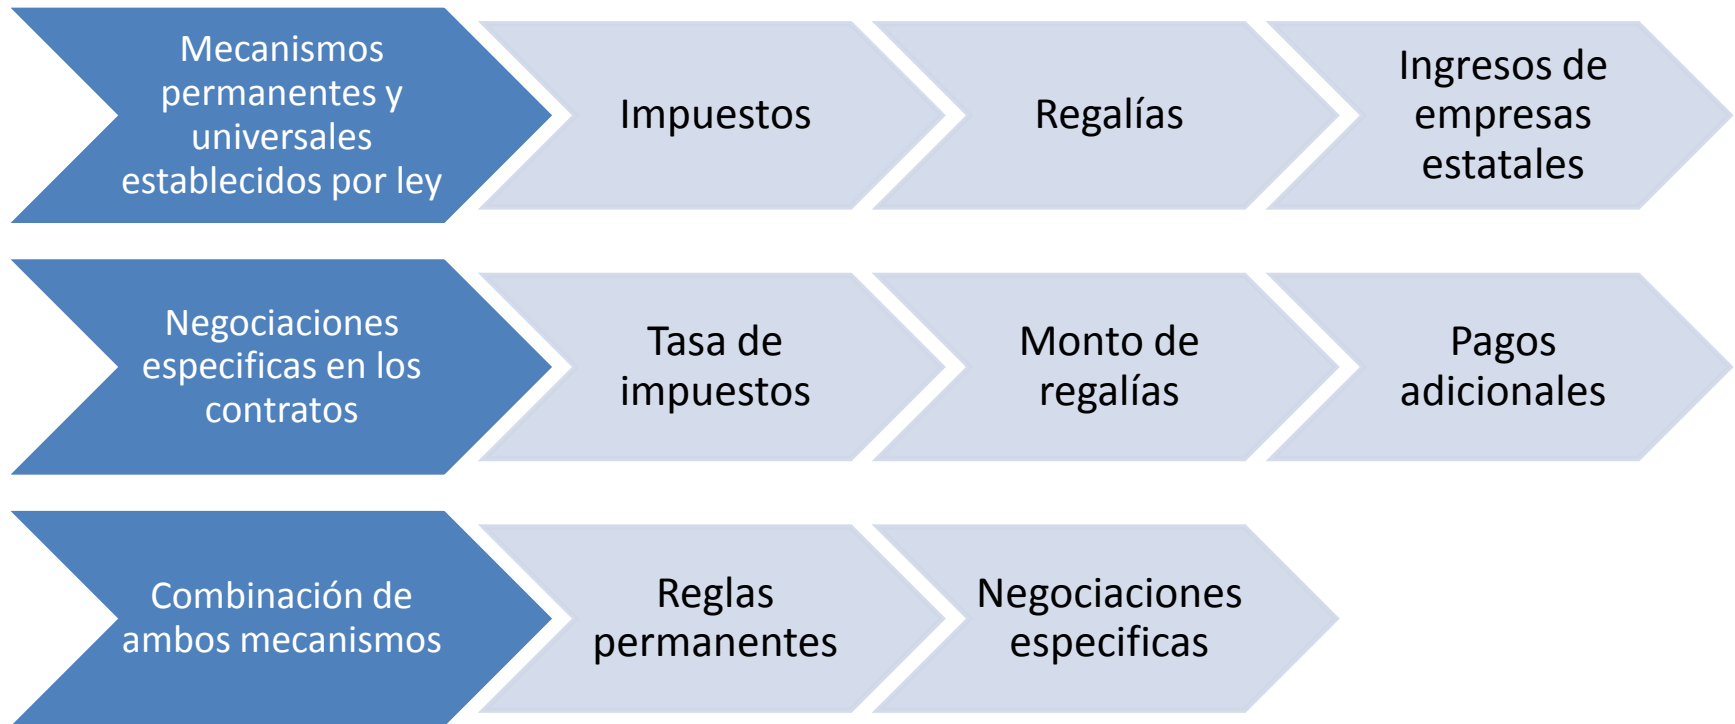 Mecanismos
permanentes y
universales
establecidos por ley
Impuestos
Regalías
Ingresos de
empresas
estatales
Negociaciones
especificas en los
contratos
Tasa de
impuestos
Monto de
regalías
Pagos
adicionales
Combinación de
ambos mecanismos
Reglas
permanentes
Negociaciones
especificas